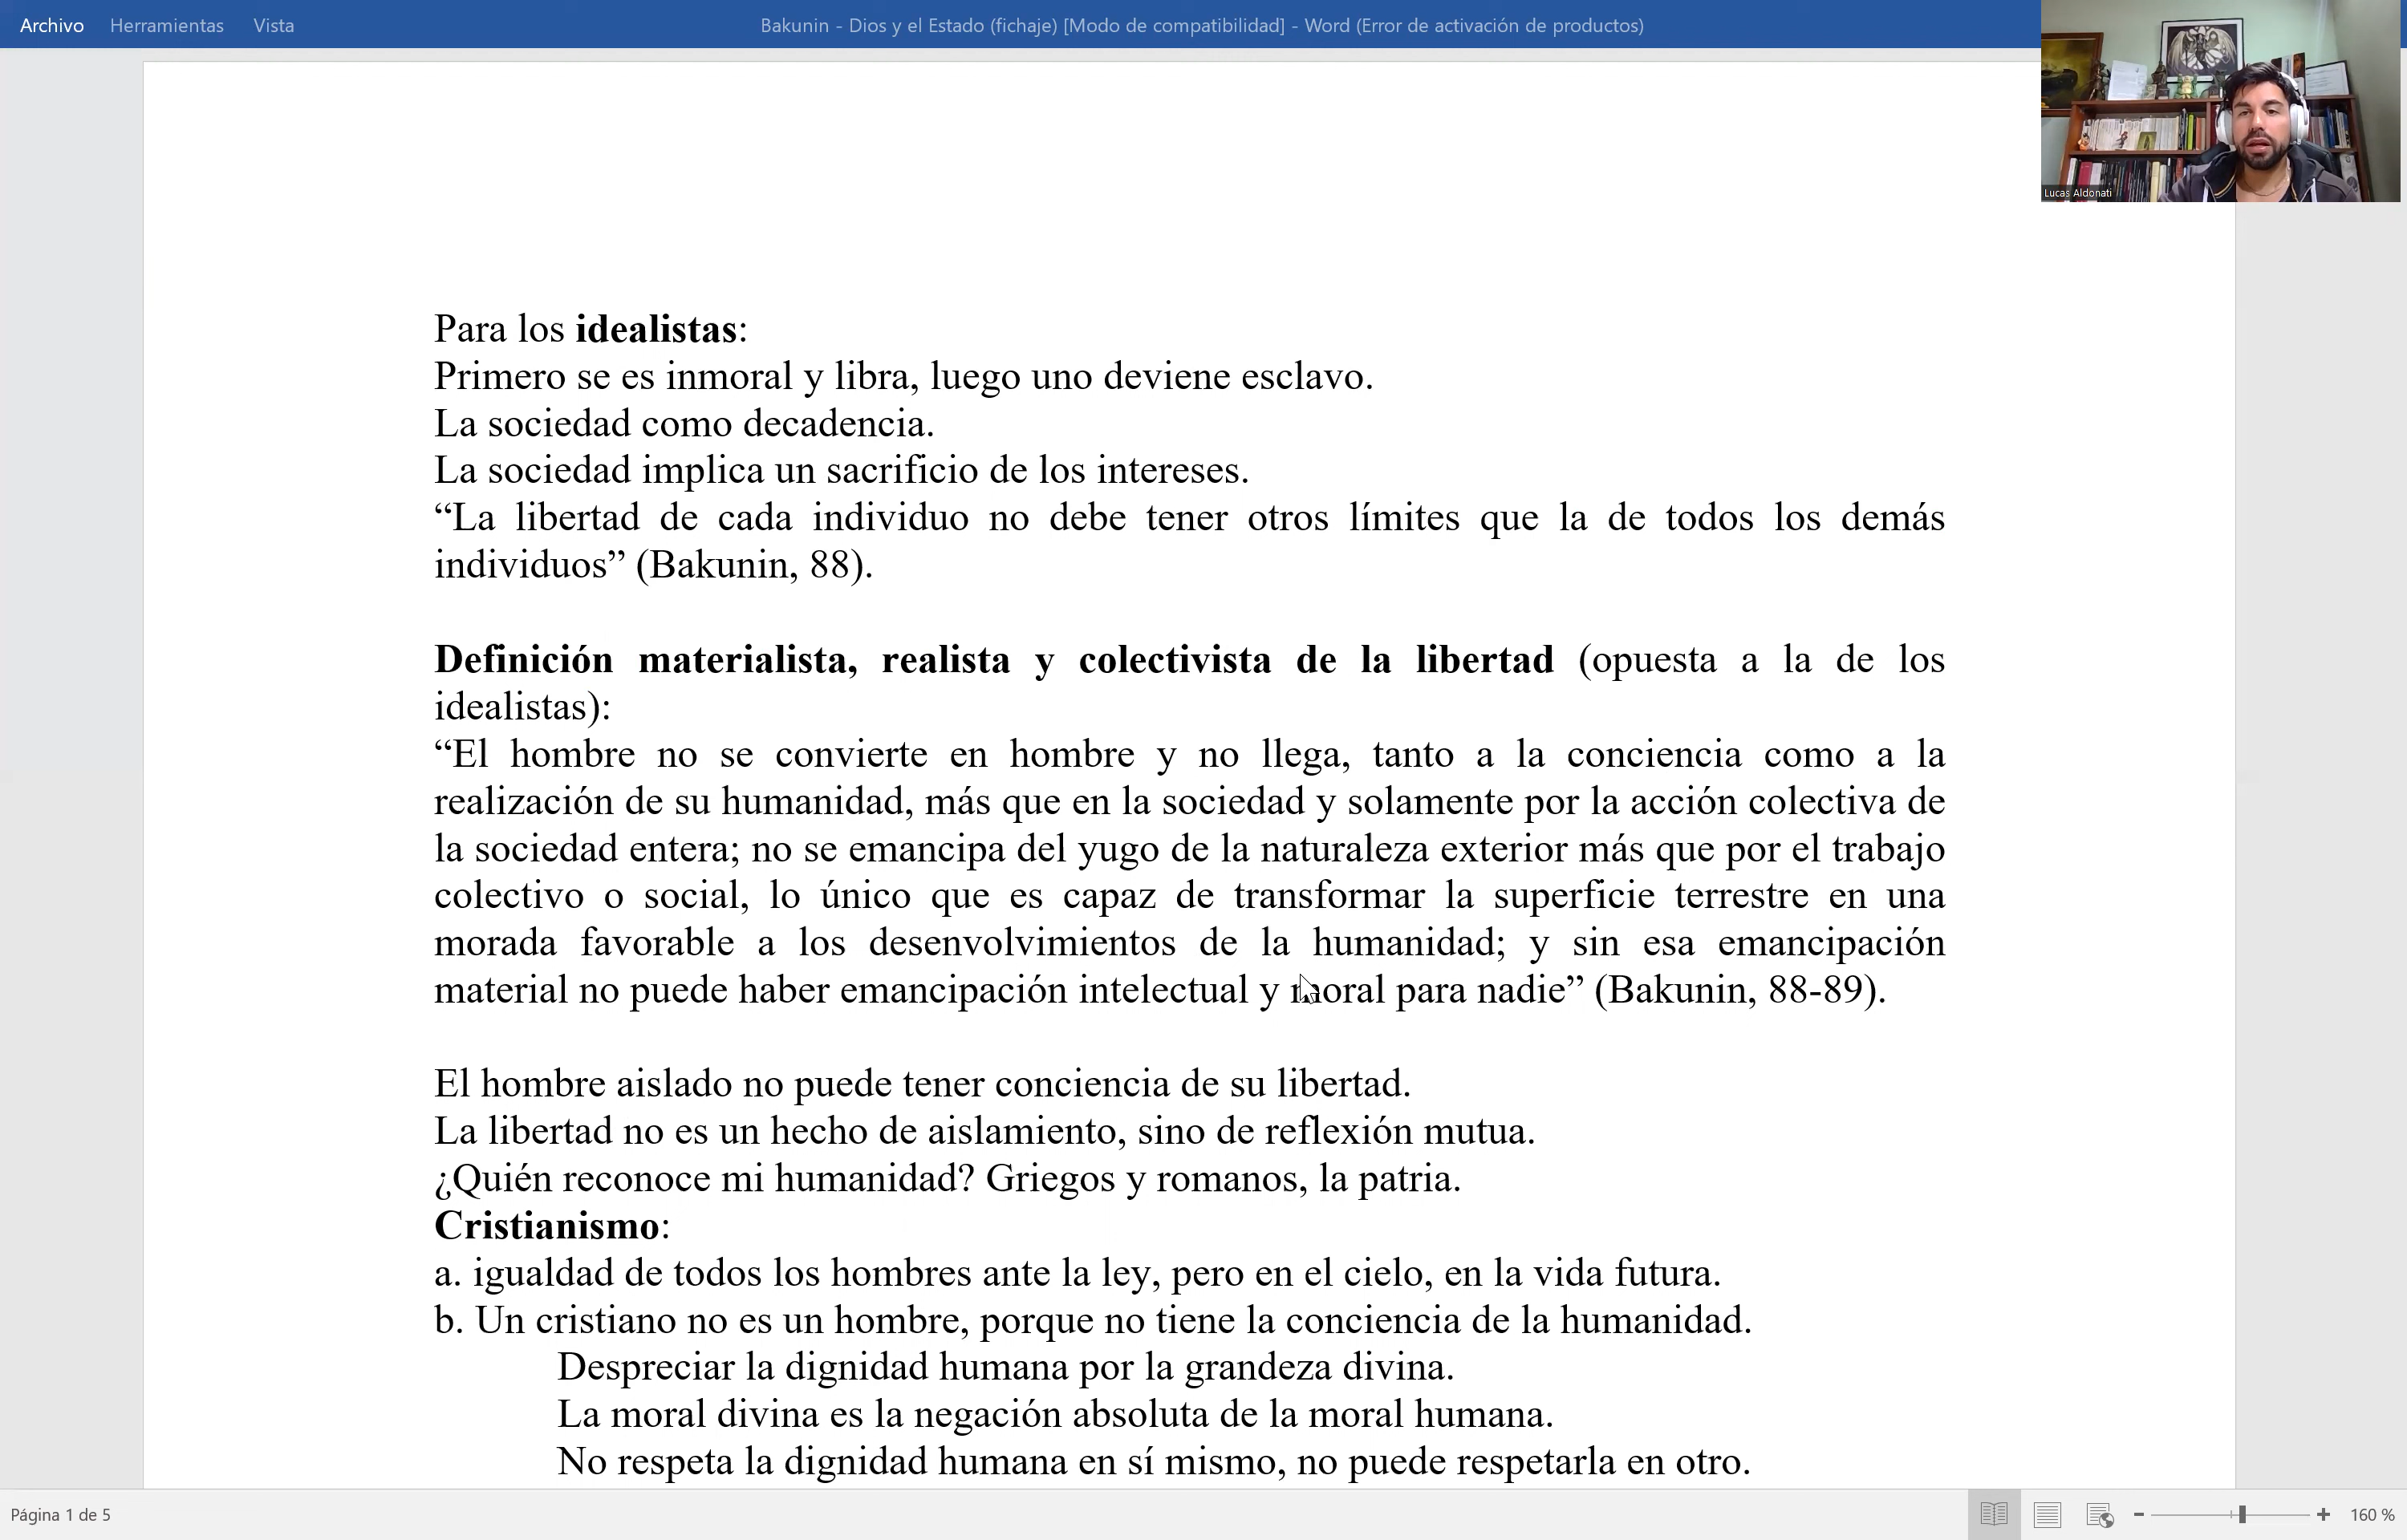 Archivo Herramientas Vista Bakunin - Dios y el Estado (fichaje) [Modo de compatibilidad] - Word (Error de activación de productos)
Lucas Aldonati
Para los idealistas:
Primero se es inmoral y libra, luego uno deviene esclavo.
La sociedad como decadencia.
La sociedad implica un sacrificio de los intereses.
“La libertad de cada individuo no debe tener otros límites que la de todos los demás
individuos” (Bakunin, 88).
Definición materialista, realista y colectivista de la libertad (opuesta a la de los
idealistas):
“El hombre no se convierte en hombre y no llega, tanto a la conciencia como a la
realización de su humanidad, más que en la sociedad y solamente por la acción colectiva de
la sociedad entera; no se emancipa del yugo de la naturaleza exterior más que por el trabajo
colectivo o social, lo único que es capaz de transformar la superficie terrestre en una
morada favorable a los desenvolvimientos de la humanidad; y sin esa emancipación
material no puede haber emancipación intelectual y moral para nadie” (Bakunin, 88-89).
El hombre aislado no puede tener conciencia de su libertad.
La libertad no es un hecho de aislamiento, sino de reflexión mutua.
¿Quién reconoce mi humanidad? Griegos y romanos, la patria.
Cristianismo:
a. igualdad de todos los hombres ante la ley, pero en el cielo, en la vida futura.
b. Un cristiano no es un hombre, porque no tiene la conciencia de la humanidad.
Despreciar la dignidad humana por la grandeza divina.
La moral divina es la negación absoluta de la moral humana.
No respeta la dignidad humana en sí mismo, no puede respetarla en otro.
Página 1 de 5 160 %